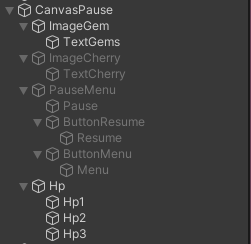 CanvasPause
ImageGem
TextGems
ImageCherry
TextCherry
PauseMenu
Pause
ButtonResume
Resume
ButtonMenu
Menu
Hp
Hp1
Hp2
Hp3